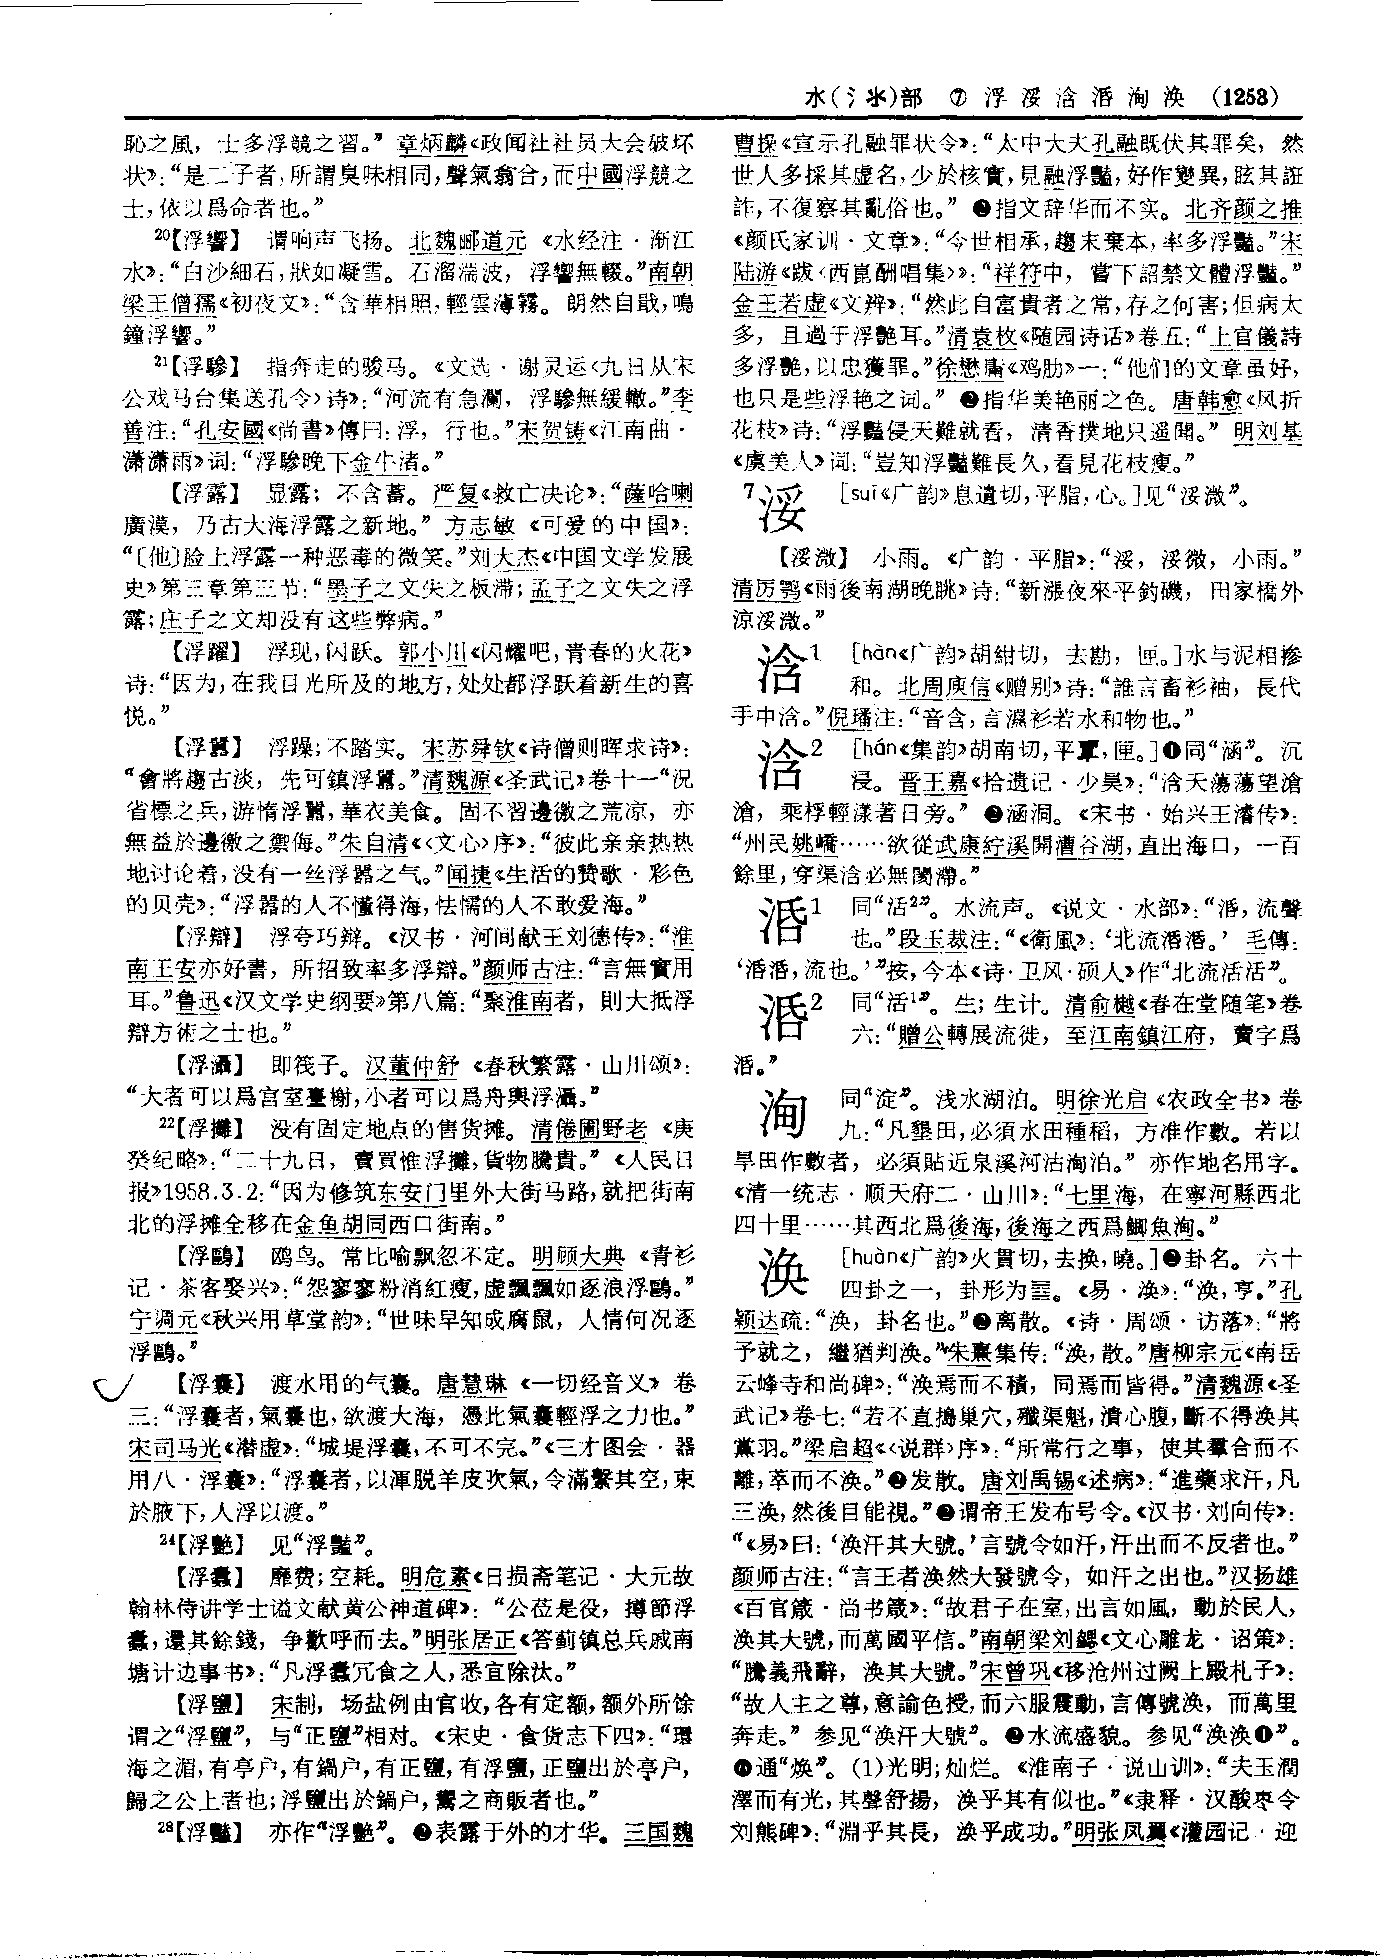 水(氵氺)部　⑦ 浮 浽 浛 湣 洵 涣 (1253)
恥之風，士多浮競之習。”章炳麟《政闻社社员大会破坏
状》：“是二子者，所謂臭味相同，聲氣翕合，而中國浮競之
士，依以爲命者也。”
20【浮響】　谓响声飞扬。北魏郦道元《水经注·渐江
水》：“白沙細石，狀如凝雪。石溜湍波，浮響無輟。”南朝
梁王僧孺《初夜文》：“含華相照，輕雲薄霧。朗然自戢，鳴
鐘浮響。”
21【浮驂】　指奔走的骏马。《文选·谢灵运〈九日从宋
公戏马台集送孔令〉诗》：“河流有急瀾，浮驂無緩轍。”李
善注：“孔安國《尚書》傳曰：浮，行也。”宋贺铸《江南曲·
潇潇雨》词：“浮驂晚下金牛渚。”
【浮露】　显露；不含蓄。严复《救亡决论》：“薩哈喇
廣漠，乃古大海浮露之新地。”方志敏《可爱的中国》：
“〔他〕脸上浮露一种恶毒的微笑。”刘大杰《中国文学发展
史》第三章第三节：“墨子之文失之板滞；孟子之文失之浮
露；庄子之文却没有这些弊病。”
【浮躍】　浮现，闪跃。郭小川《闪耀吧，青春的火花》
诗：“因为，在我日光所及的地方，处处都浮跃着新生的喜
悦。”
【浮囂】　浮躁；不踏实。宋苏舜钦《诗僧则晖求诗》：
“會將趨古淡，先可鎮浮囂。”清魏源《圣武记》卷十一“况
省標之兵，游惰浮囂，華衣美食。固不習邊徼之荒凉，亦
無益於邊徼之禦侮。”朱自清《〈文心〉序》：“彼此亲亲热热
地讨论着，没有一丝浮嚣之气。”闻捷《生活的赞歌·彩色
的贝壳》：“浮嚣的人不懂得海，怯懦的人不敢爱海。”
【浮辯】　浮夸巧辩。《汉书·河间献王刘德传》：“淮
南王安亦好書，所招致率多浮辯。”颜师古注：“言無實用
耳。”鲁迅《汉文学史纲要》第八篇：“聚淮南者，則大抵浮
辯方術之士也。”
【浮灄】　即筏子。汉董仲舒《春秋繁露·山川颂》：
“大者可以爲宫室臺榭，小者可以爲舟輿浮灄。”
22【浮攤】　没有固定地点的售货摊。清倦圃野老《庚
癸纪略》：“二十九日，賣買惟浮攤，貨物騰貴。”《人民日
报》1958.3.2：“因为修筑东安门里外大街马路，就把街南
北的浮摊全移在金鱼胡同西口街南。”
【浮鷗】　鸥鸟。常比喻飘忽不定。明顾大典《青衫
记·茶客娶兴》：“怨寥寥粉消紅瘦，虚飄飄如逐浪浮鷗。”
宁调元《秋兴用草堂韵》：“世味早知成腐鼠，人情何况逐
浮鷗。”
【浮囊】　渡水用的气囊。唐慧琳《一切经音义》卷
三：“浮囊者，氣囊也，欲渡大海，憑此氣囊輕浮之力也。”
宋司马光《潜虚》：“城堤浮囊，不可不完。”《三才图会·器
用八·浮囊》：“浮囊者，以渾脱羊皮吹氣，令滿繫其空，束
於腋下，人浮以渡。”
24【浮艷】　见“浮豔”。
【浮蠹】　靡费；空耗。明危素《日损斋笔记·大元故
翰林侍讲学士谥文献黄公神道碑》：“公莅是役，撙節浮
蠹，還其餘錢，争歡呼而去。”明张居正《答蓟镇总兵戚南
塘计边事书》：“凡浮蠹冗食之人，悉宜除汰。”
【浮鹽】　宋制，场盐例由官收，各有定额，额外所馀
谓之“浮鹽”，与“正鹽”相对。《宋史·食货志下四》：“環
海之湄，有亭户，有鍋户，有正鹽，有浮鹽，正鹽出於亭户，
歸之公上者也；浮鹽出於鍋户，鬻之商販者也。”
28【浮豔】　亦作“浮艷”。❶表露于外的才华。三国魏
曹操《宣示孔融罪状令》：“太中大夫孔融既伏其罪矣，然
世人多採其虚名，少於核實，見融浮豔，好作變異，眩其誑
詐，不復察其亂俗也。”❷指文辞华而不实。北齐颜之推
《颜氏家训·文章》：“今世相承，趨末棄本，率多浮豔。”宋
陆游《跋〈西崑酬唱集〉》：“祥符中，嘗下詔禁文體浮豔。”
金王若虚《文辨》：“然此自富貴者之常，存之何害；但病太
多，且過于浮艷耳。”清袁枚《随园诗话》卷五：“上官儀詩
多浮艷，以忠獲罪。”徐懋庸《鸡肋》一：“他们的文章虽好，
也只是些浮艳之词。”❸指华美艳丽之色。唐韩愈《风折
花枝》诗：“浮豔侵天難就看，清香撲地只遥聞。”明刘基
《虞美人》词：“豈知浮豔難長久，看見花枝瘦。”
7浽　[suī《广韵》息遺切，平脂，心。]见“浽溦”。
【浽溦】　小雨。《广韵·平脂》：“浽，浽微，小雨。”
清厉鹗《雨後南湖晚眺》诗：“新漲夜來平釣磯，田家橋外
涼浽溦。”
浛1　[hàn《广韵》胡紺切，去勘，匣。]水与泥相掺
和。北周庾信《赠别》诗：“誰言畜衫袖，長代
手中浛。”倪璠注：“音含，言濕衫若水和物也。”
浛2　[hán《集韵》胡南切，平覃，匣。]❶同“涵”。沉
浸。晋王嘉《拾遗记·少昊》：“浛天蕩蕩望滄
滄，乘桴輕漾著日旁。”❷涵洞。《宋书·始兴王濬传》：
“州民姚嶠……欲從武康紵溪開漕谷湖，直出海口，一百
餘里，穿渠浛必無閡滯。”
湣1　同“活2”。水流声。《说文·水部》：“湣，流聲
也。”段玉裁注：“《衛風》：‘北流湣湣。’毛傳：
‘湣湣，流也。’”按，今本《诗·卫风·硕人》作“北流活活”。
湣2　同“活1”。生；生计。清俞樾《春在堂随笔》卷
六：“贈公轉展流徙，至江南鎮江府，賣字爲
湣。”
洵　同“淀”。浅水湖泊。明徐光启《农政全书》卷
九：“凡墾田，必須水田種稻，方准作數。若以
旱田作數者，必須貼近泉溪河沽洵泊。”亦作地名用字。
《清一统志·顺天府二·山川》：“七里海，在寧河縣西北
四十里……其西北爲後海，後海之西爲鯽魚洵。”
涣　[huàn《广韵》火貫切，去换，曉。]❶卦名。六十
四卦之一，卦形为䷺。《易·涣》：“涣，亨。”孔
颖达疏：“涣，卦名也。”❷离散。《诗·周颂·访落》：“將
予就之，繼猶判涣。”朱熹集传：“涣，散。”唐柳宗元《南岳
云峰寺和尚碑》：“涣焉而不積，同焉而皆得。”清魏源《圣
武记》卷七：“若不直搗巢穴，殲渠魁，潰心腹，斷不得涣其
黨羽。”梁启超《〈说群〉序》：“所常行之事，使其羣合而不
離，萃而不涣。”❸发散。唐刘禹锡《述病》：“進藥求汗，凡
三涣，然後目能視。”❹谓帝王发布号令。《汉书·刘向传》：
“《易》曰：‘涣汗其大號。’言號令如汗，汗出而不反者也。”
颜师古注：“言王者涣然大發號令，如汗之出也。”汉扬雄
《百官箴·尚书箴》：“故君子在室，出言如風，動於民人，
涣其大號，而萬國平信。”南朝梁刘勰《文心雕龙·诏策》：
“騰義飛辭，涣其大號。”宋曾巩《移沧州过阙上殿札子》：
“故人主之尊，意諭色授，而六服震動，言傳號涣，而萬里
奔走。”参见“涣汗大號”。❺水流盛貌。参见“涣涣❶”。
❻通“焕”。(1)光明；灿烂。《淮南子·说山训》：“夫玉潤
澤而有光，其聲舒揚，涣乎其有似也。”《隶释·汉酸枣令
刘熊碑》：“淵乎其長，涣乎成功。”明张凤翼《灌园记·迎